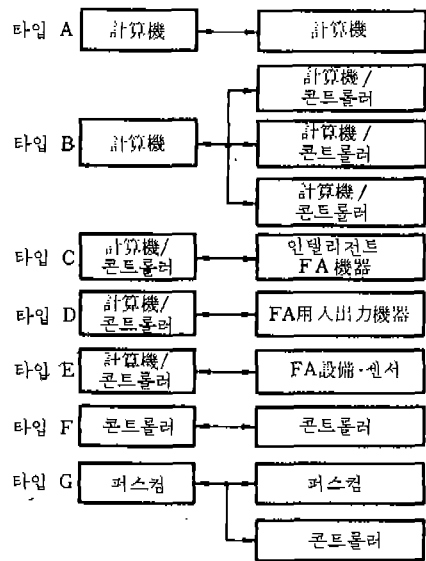 타입 A 計算機 計算機
計算機/
콘트롤러
타입 B 計算機 計算機/
콘트롤러
計算機/
콘트롤러
타입 C 計算機/ 인텔리전트
콘트롤러 FA機器
타입 D 計算機/ FA用入出力機器
콘트롤러
타입 E 計算機/ FA設備·센서
콘트롤러
타입 F 콘트롤러 콘트롤러
타입 G 퍼스컴 퍼스컴
콘트롤러